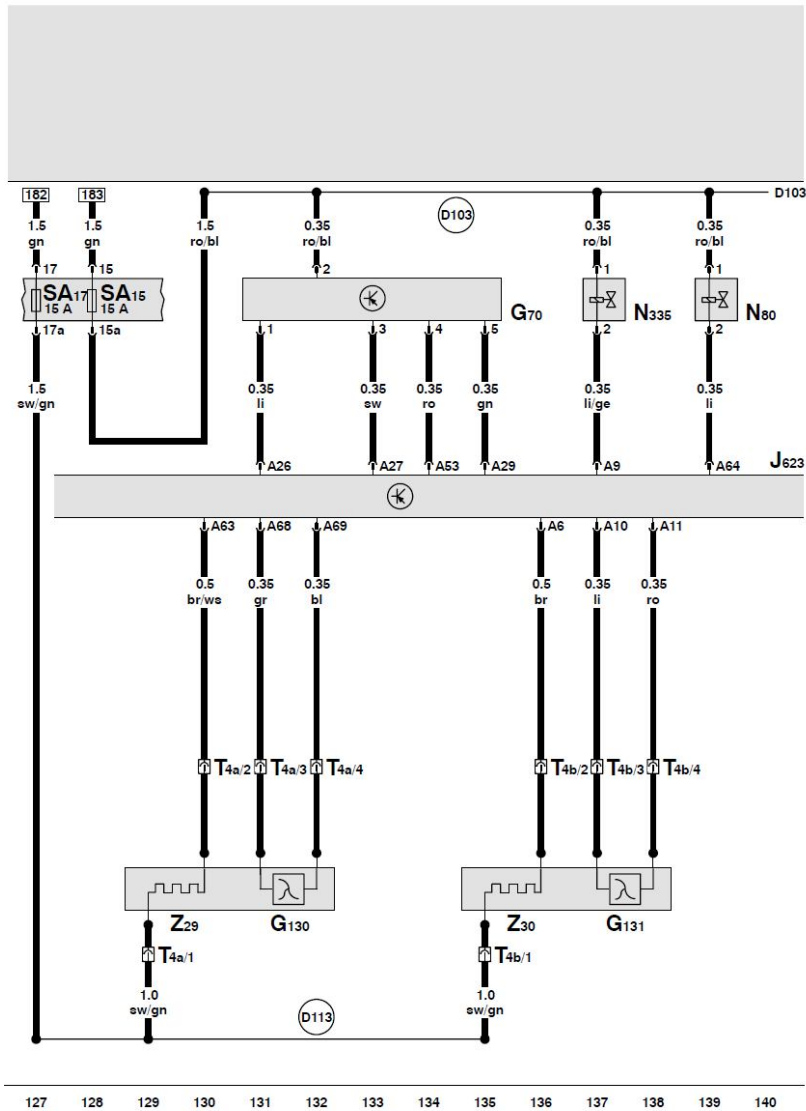 182 183 D103
1.5 1.5 1.5 0.35 D103 0.35 0.35
gn gn ro/bl ro/bl ro/bl ro/bl
17 15 2 1 1
SA17 SA15 G70 N335 N80
15 A 15 A
17a 15a 1 3 4 5 2 2
1.5 0.35 0.35 0.35 0.35 0.35 0.35
sw/gn li sw ro gn li/ge li
A26 A27 A53 A29 A9 A64 J623
A63 A68 A69 A6 A10 A11
0.5 0.35 0.35 0.5 0.35 0.35
br/ws gr bl br li ro
T4a/2 T4a/3 T4a/4 T4b/2 T4b/3 T4b/4
Z29 G130 Z30 G131
T4a/1 T4b/1
1.0 1.0
sw/gn D113 sw/gn
127 128 129 130 131 132 133 134 135 136 137 138 139 140